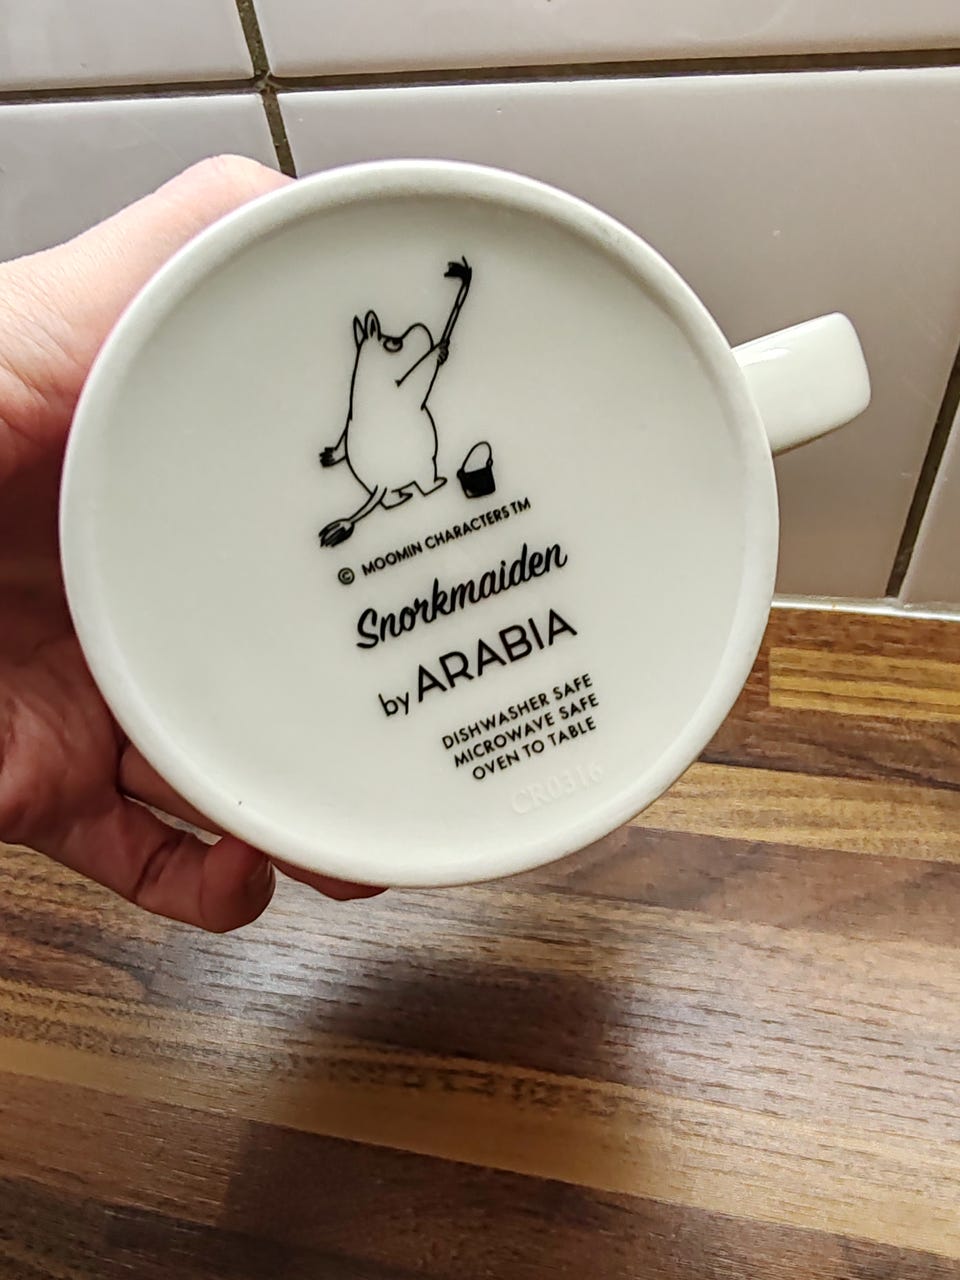 © MOOMIN CHARACTERS TM
Snorkmaiden
by ARABIA
DISHWASHER SAFE
MICROWAVE SAFE
OVEN TO TABLE
CR0316